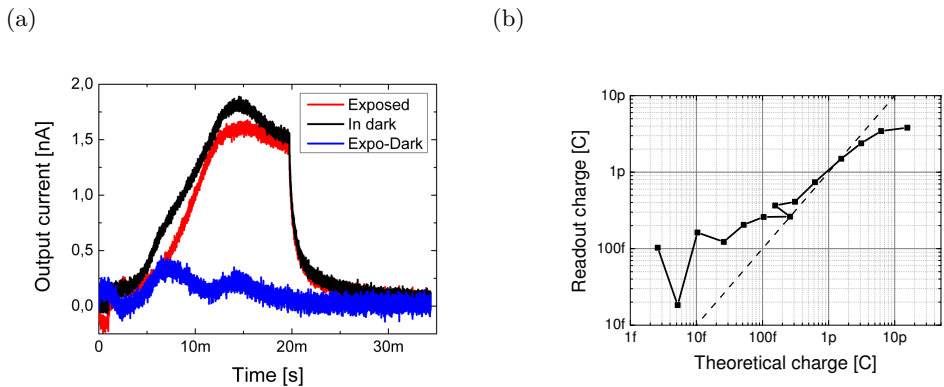 (a)
(b)
2,0
1,5
1,0
0,5
0,0
Output current [nA]
Exposed
In dark
Expo-Dark
0
10m
20m
30m
Time [s]
10p
1p
100f
10f
Readout charge [C]
1f
10f
100f
1p
10p
Theoretical charge [C]